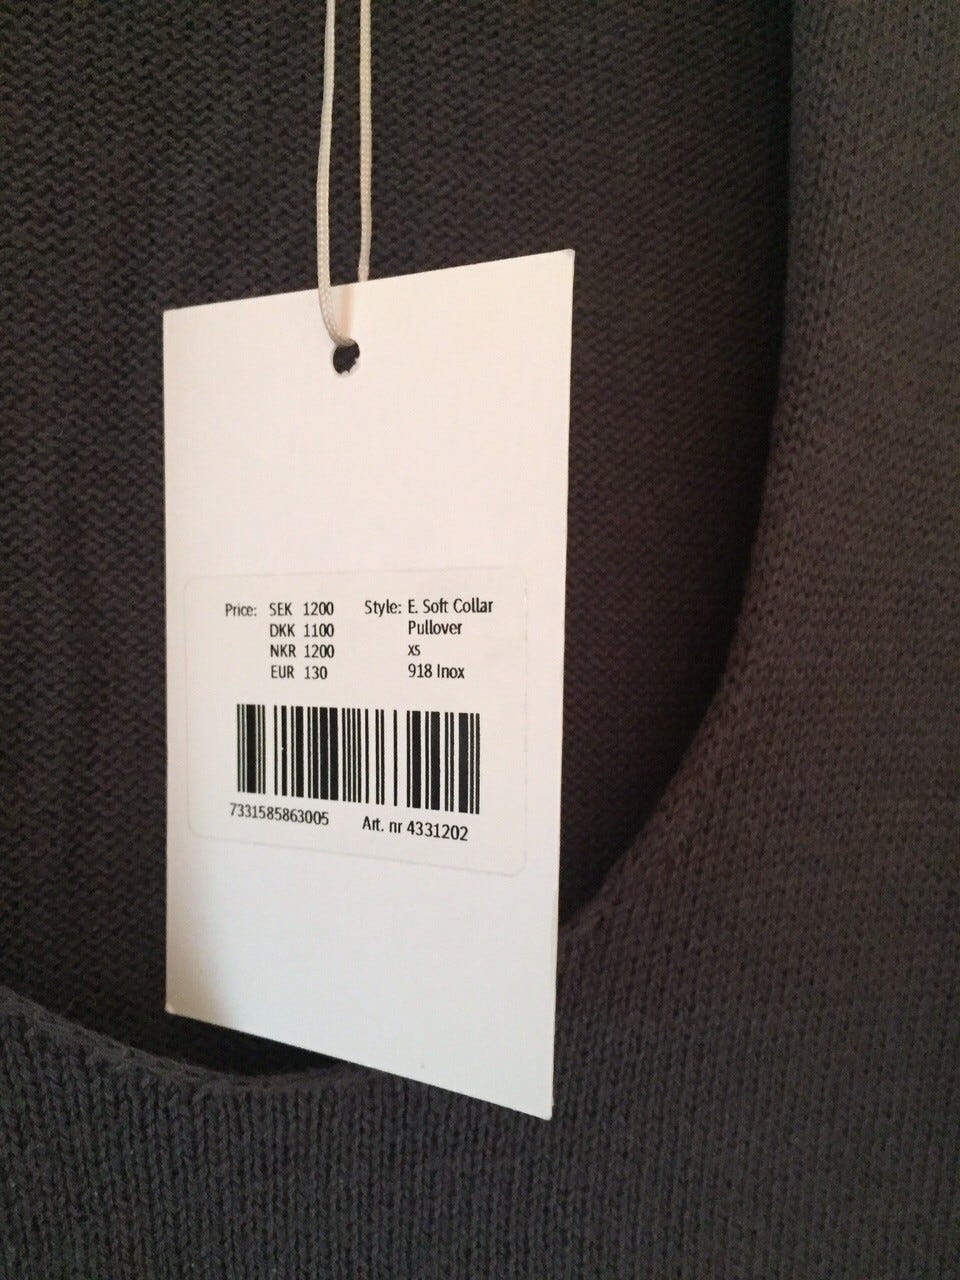 Price: SEK 1200 Style: E. Soft Collar
DKK 1100 Pullover
NKR 1200 xs
EUR 130 918 Inox
7331585863005 Art. nr 4331202